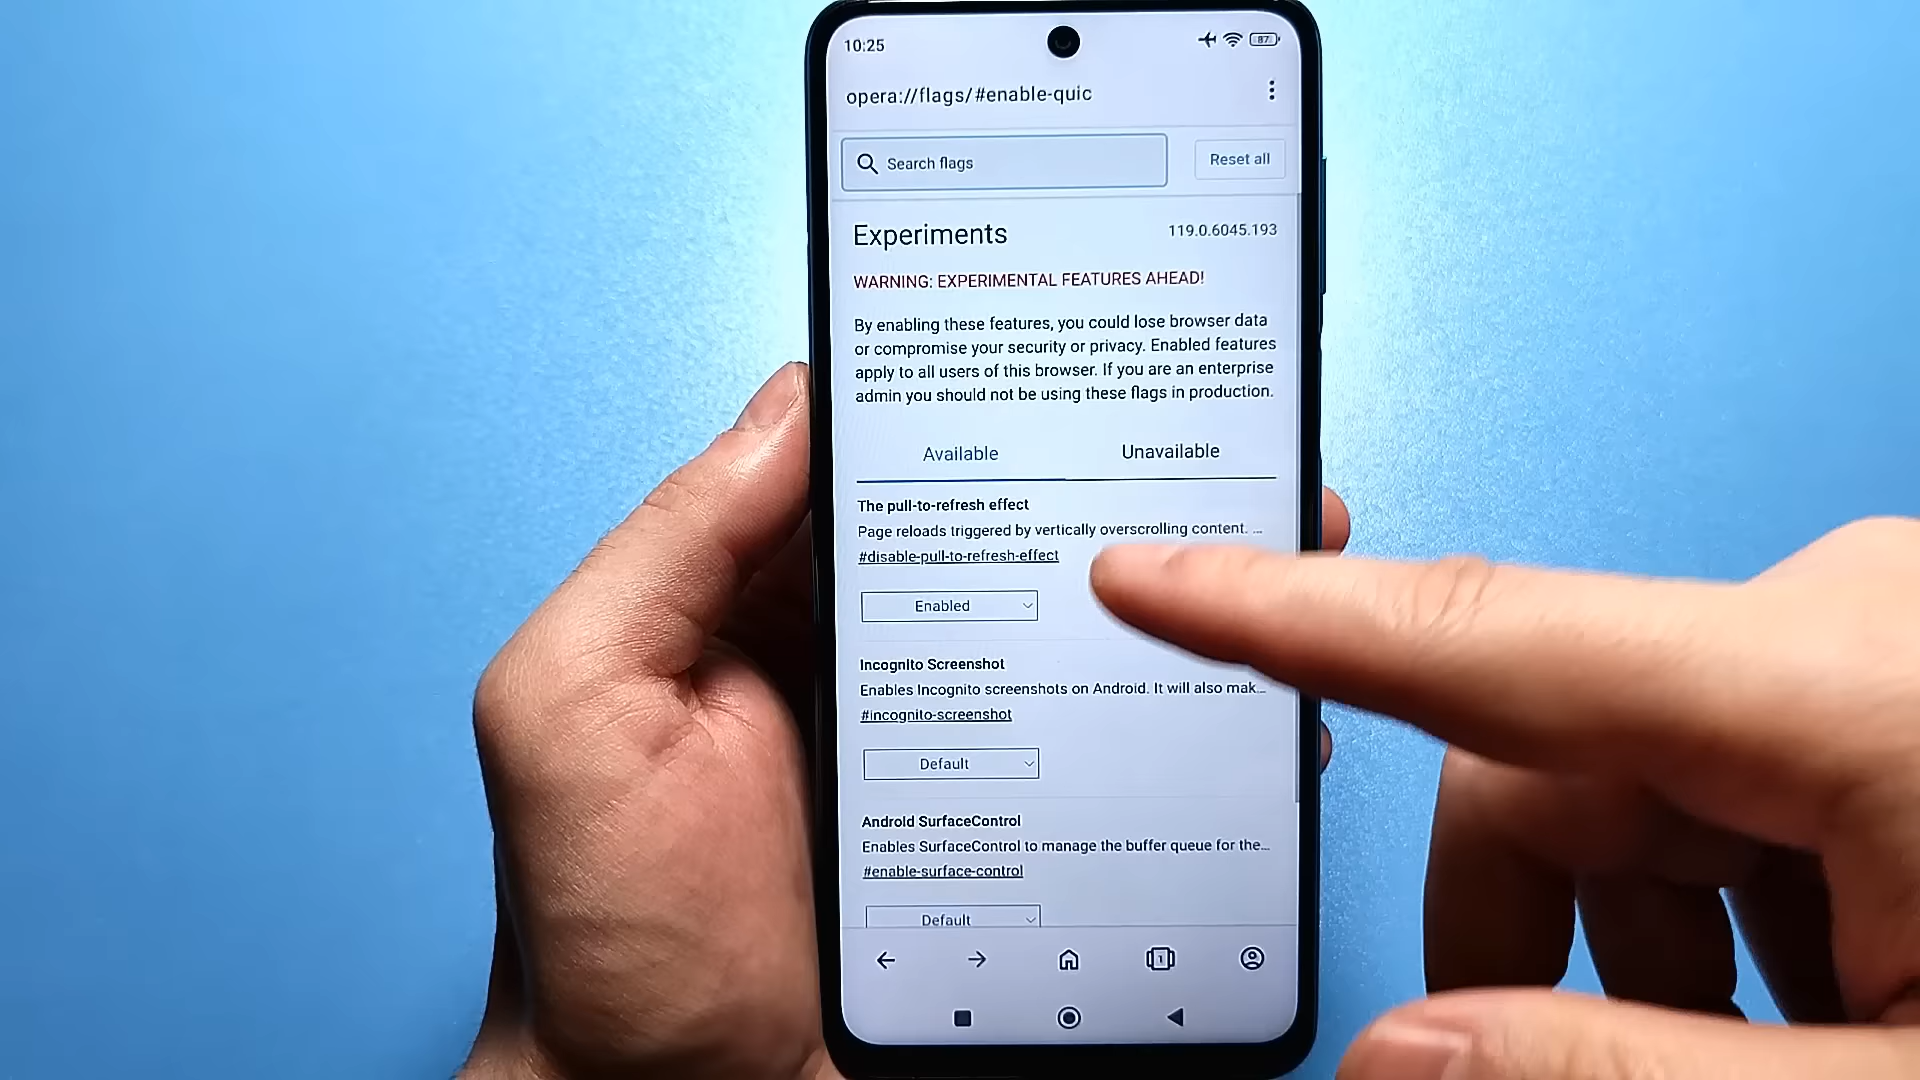 10:25
87
opera://flags/#enable-quic
Search flags
Reset all
Experiments
119.0.6045.193
WARNING: EXPERIMENTAL FEATURES AHEAD!
By enabling these features, you could lose browser data
or compromise your security or privacy. Enabled features
apply to all users of this browser. If you are an enterprise
admin you should not be using these flags in production.
Available
Unavailable
The pull-to-refresh effect
Page reloads triggered by vertically overscrolling content. ...
#disable-pull-to-refresh-effect
Enabled
Incognito Screenshot
Enables Incognito screenshots on Android. It will also mak...
#incognito-screenshot
Default
Android SurfaceControl
Enables SurfaceControl to manage the buffer queue for the...
#enable-surface-control
Default
1